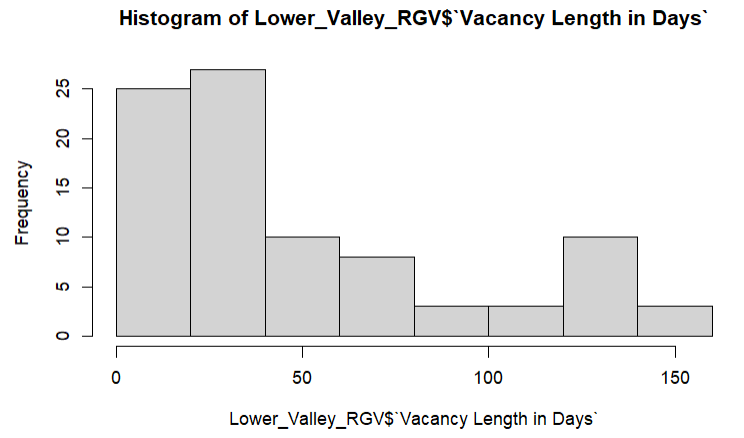 Histogram of Lower_Valley_RGV$`Vacancy Length in Days`
Frequency
25
20
15
10
5
0
0 50 100 150
Lower_Valley_RGV$`Vacancy Length in Days`